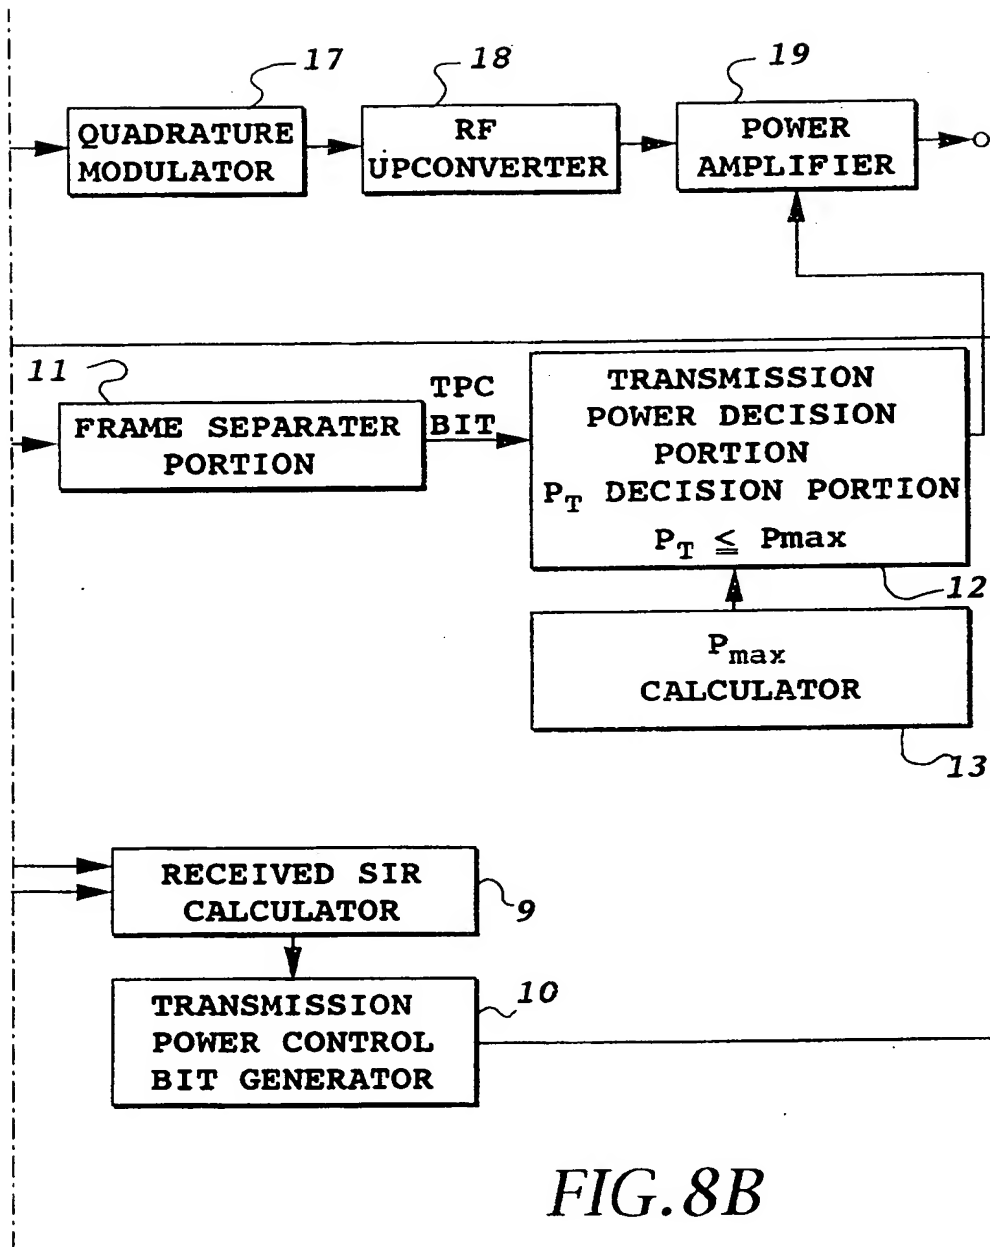 17
18
19
QUADRATURE
MODULATOR
RF
UPCONVERTER
POWER
AMPLIFIER
11
FRAME SEPARATER
PORTION
TPC
BIT
TRANSMISSION
POWER DECISION
PORTION
PT DECISION PORTION
PT ≦ Pmax
12
Pmax
CALCULATOR
13
RECEIVED SIR
CALCULATOR
9
TRANSMISSION
POWER CONTROL
BIT GENERATOR
10
FIG. 8B